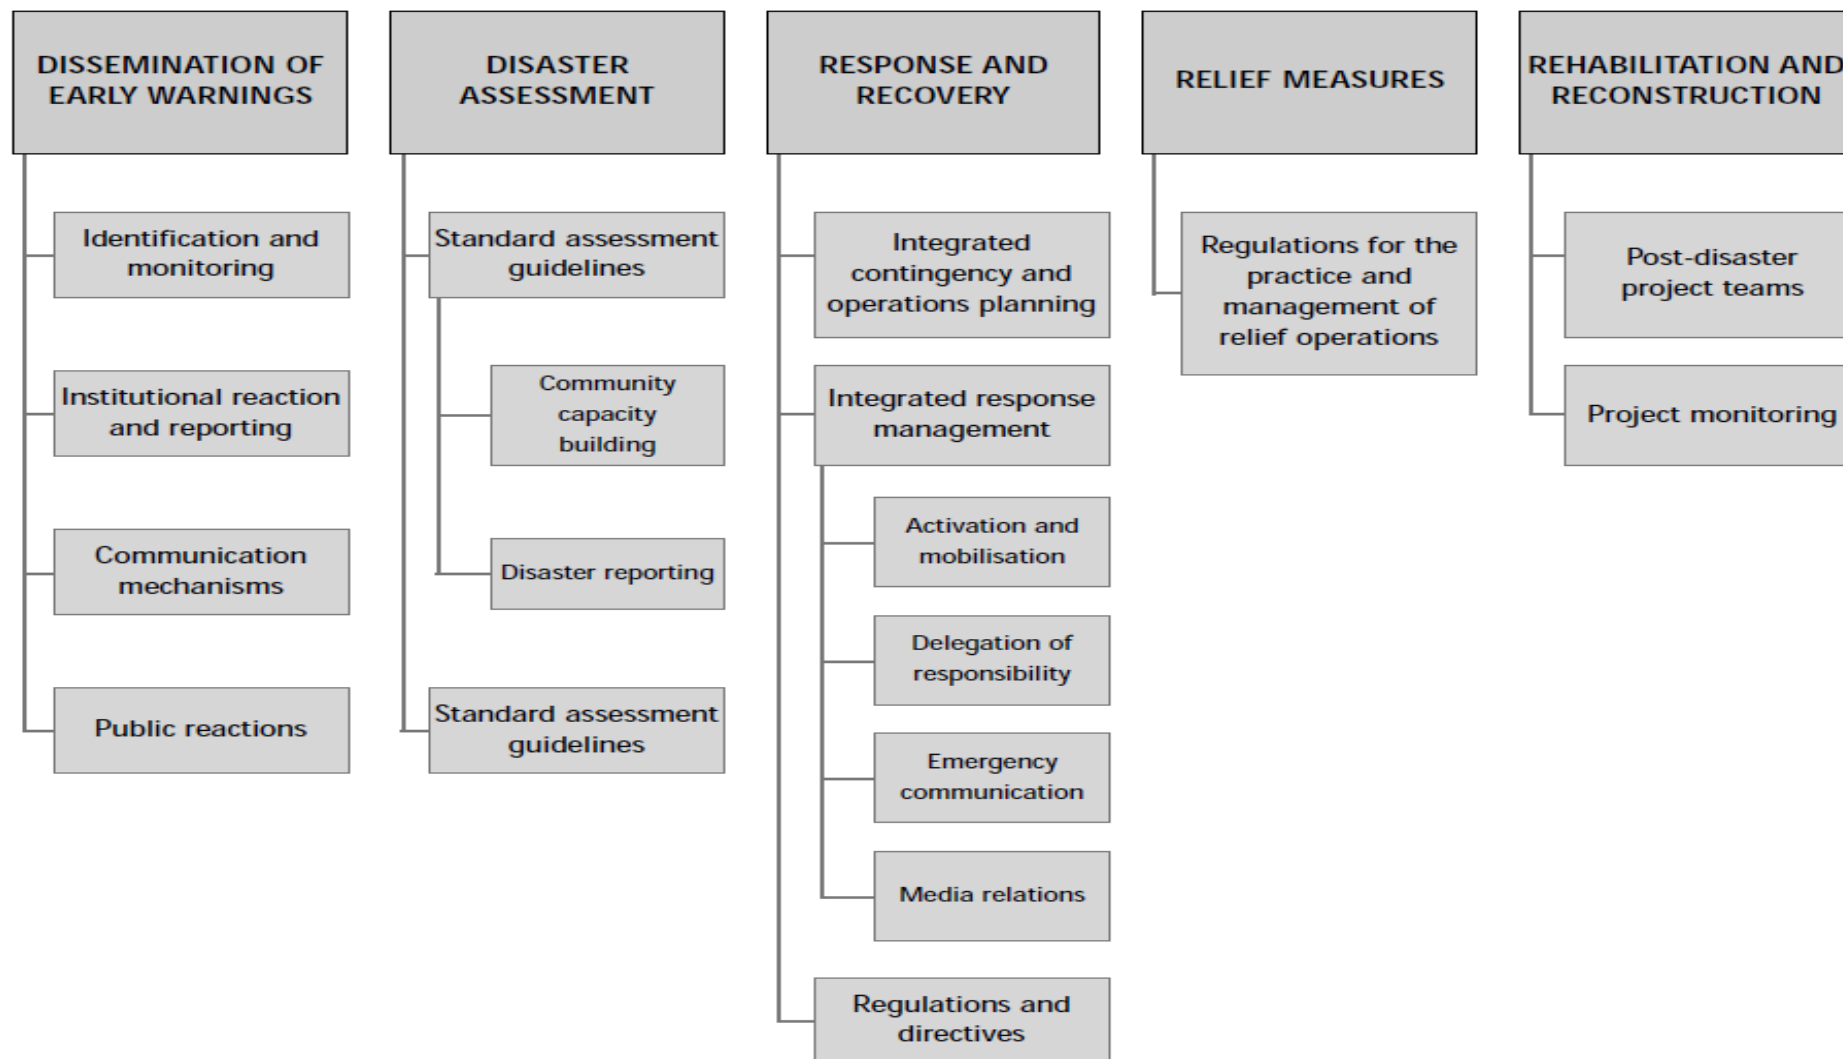 DISSEMINATION OF
EARLY WARNINGS
Identification and
monitoring
Institutional reaction
and reporting
Communication
mechanisms
Public reactions
DISASTER
ASSESSMENT
Standard assessment
guidelines
Community
capacity
building
Disaster reporting
Standard assessment
guidelines
RESPONSE AND
RECOVERY
Integrated
contingency and
operations planning
Integrated response
management
Activation and
mobilisation
Delegation of
responsibility
Emergency
communication
Media relations
Regulations and
directives
RELIEF MEASURES
Regulations for the
practice and
management of
relief operations
REHABILITATION AND
RECONSTRUCTION
Post-disaster
project teams
Project monitoring